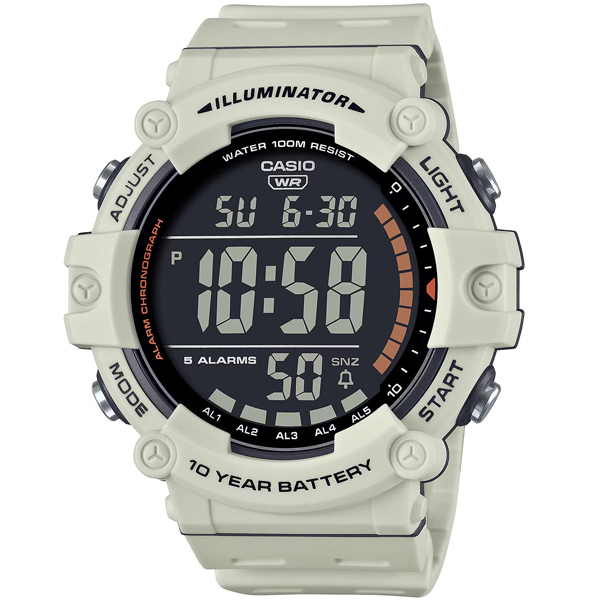 ILLUMINATOR
WATER 100M RESIST
CASIO
WR
ADJUST
LIGHT
SU 6-30
0
ALARM CHRONOGRAPH
P
10:58
5 ALARMS
50
SNZ
10
MODE
START
AL1 AL2 AL3 AL4 AL5
10 YEAR BATTERY